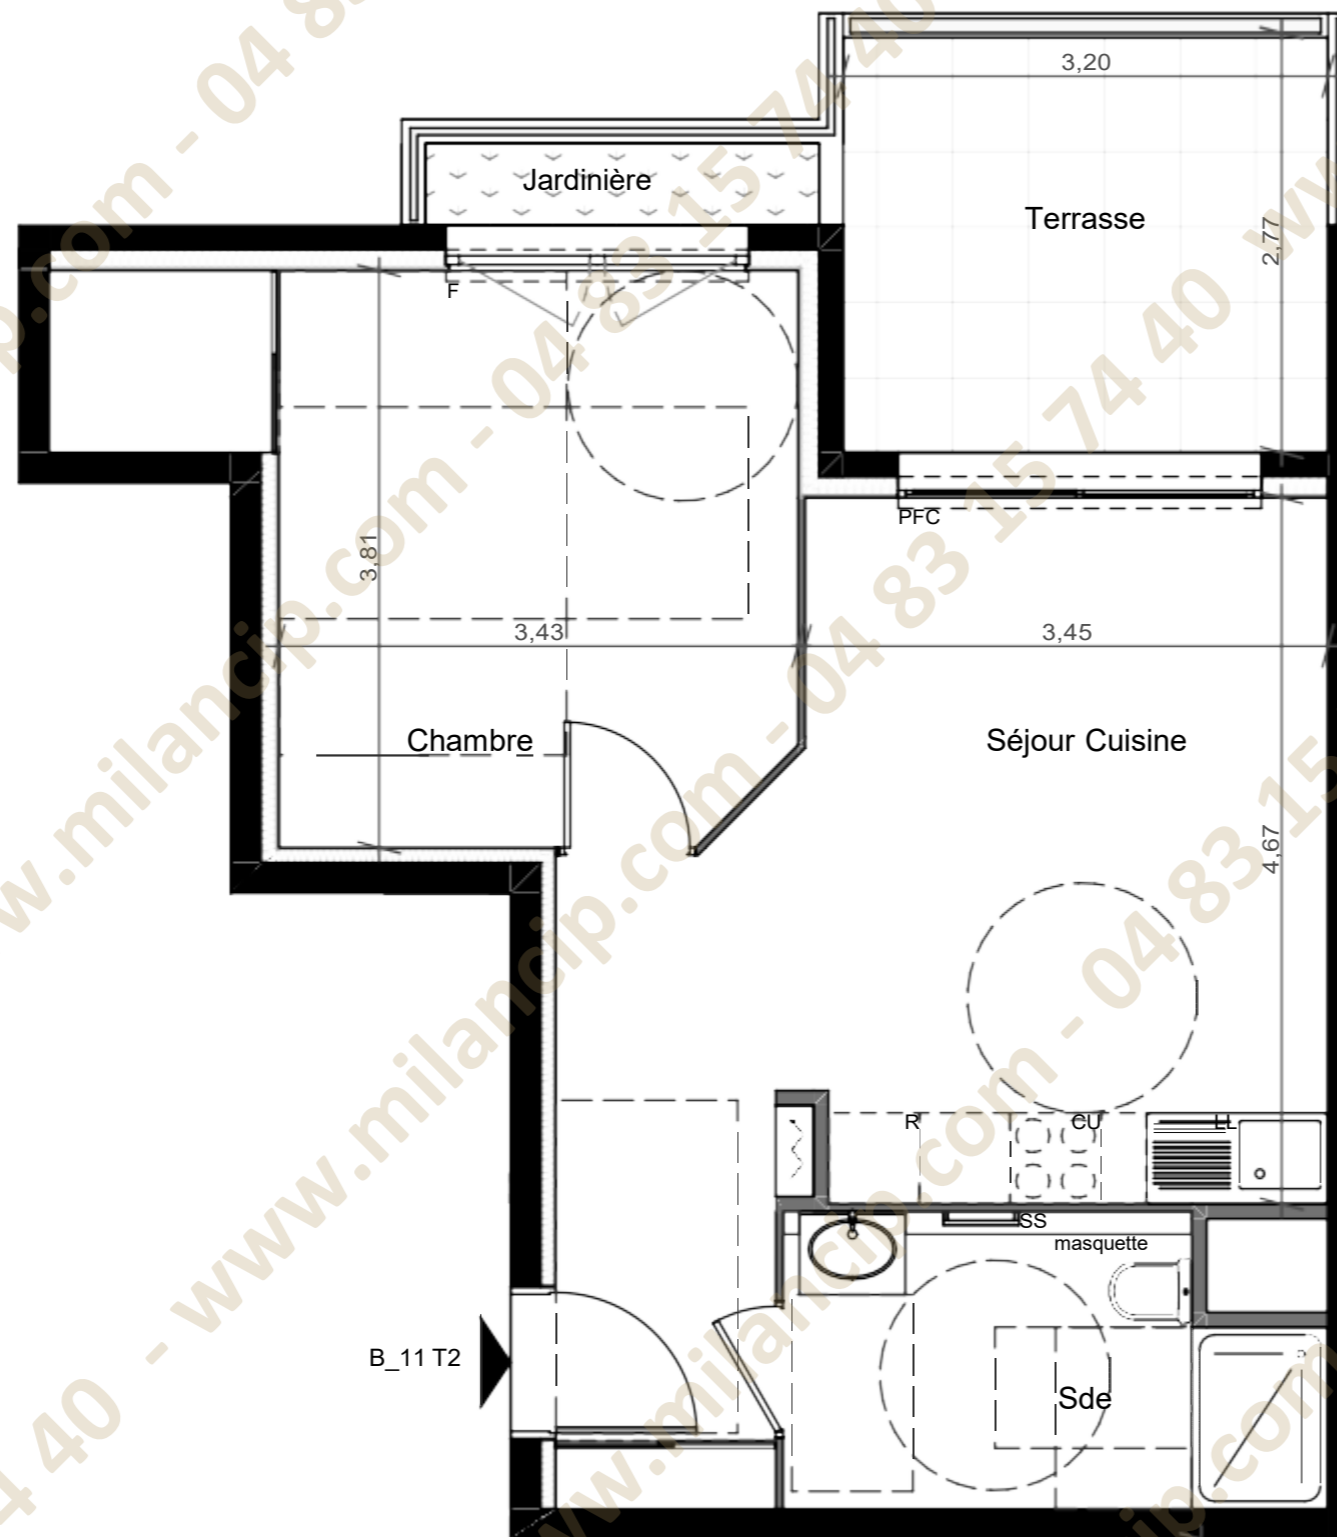 3,20
Jardinière
Terrasse
2,77
F
PFC
3,81
3,43
3,45
Chambre
Séjour Cuisine
4,67
R
CU
LL
SS
masquette
B_11 T2
Sde
www.milancip.com - 04 83 15 74 40